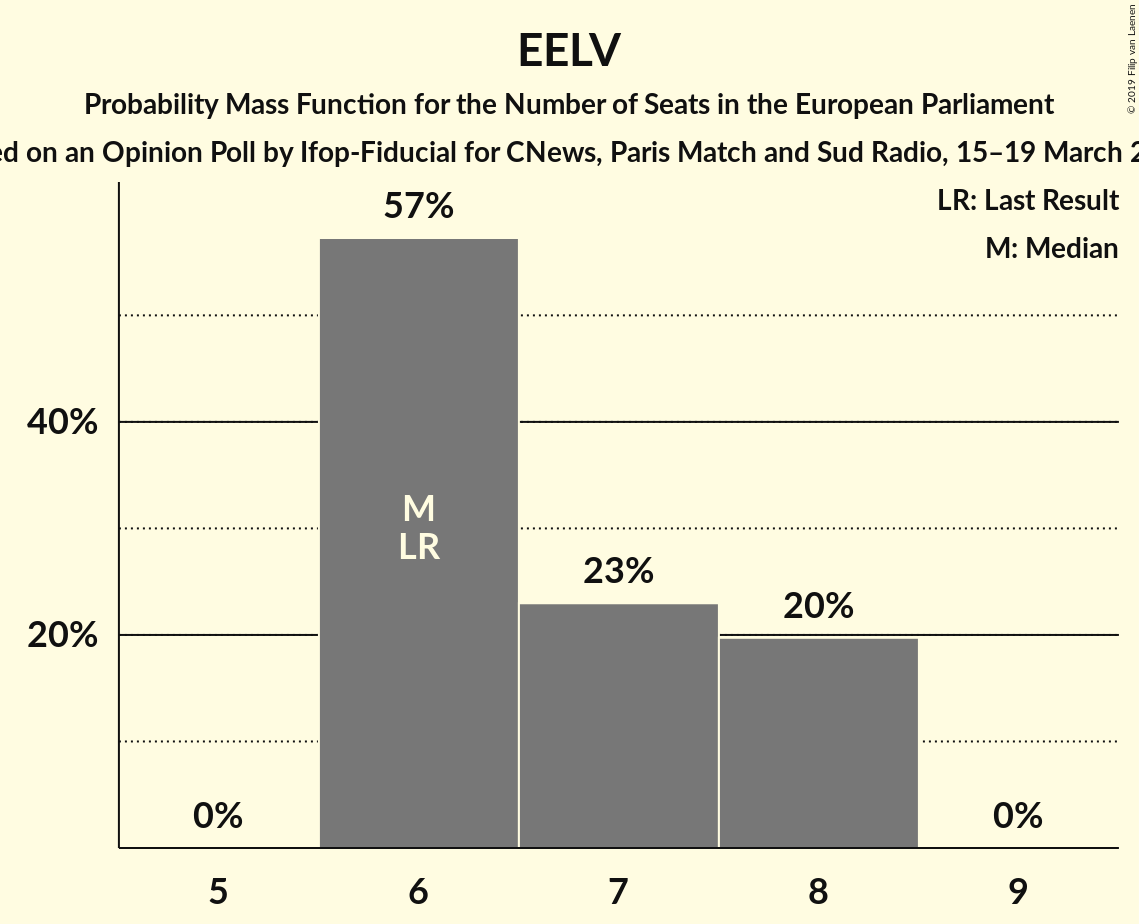 EELV
Probability Mass Function for the Number of Seats in the European Parliament
on an Opinion Poll by Ifop-Fiducial for CNews, Paris Match and Sud Radio, 15–19 March
© 2019 Filip van Laenen
LR: Last Result
M: Median
57%
40%
M
LR
23%
20%
20%
0%
0%
5 6 7 8 9